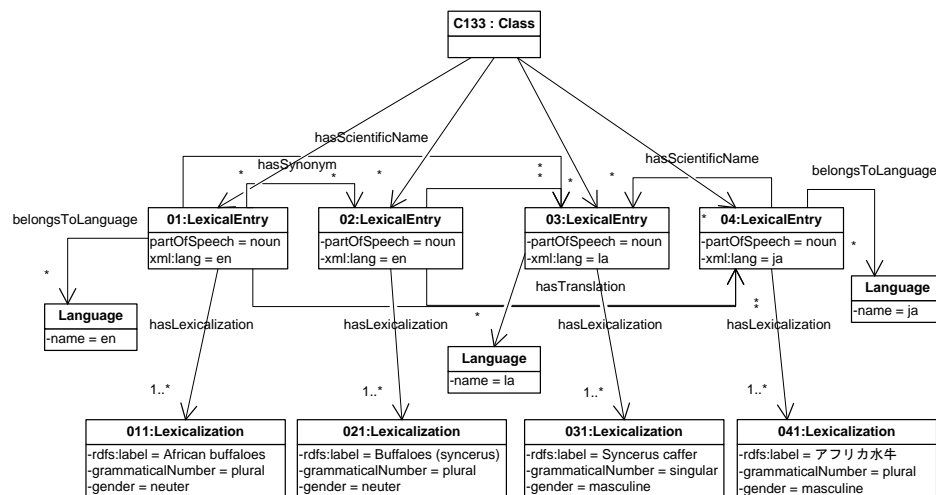 C133 : Class
hasScientificName
hasSynonym
*
*
*
*
*
*
*
hasScientificName
belongsToLanguage
belongsToLanguage
01:LexicalEntry
partOfSpeech = noun
xml:lang = en
02:LexicalEntry
-partOfSpeech = noun
-xml:lang = en
03:LexicalEntry
-partOfSpeech = noun
-xml:lang = la
04:LexicalEntry
*
-partOfSpeech = noun
-xml:lang = ja
*
*
hasTranslation
*
*
*
Language
-name = en
Language
-name = la
Language
-name = ja
hasLexicalization
hasLexicalization
hasLexicalization
hasLexicalization
1..*
1..*
1..*
1..*
011:Lexicalization
-rdfs:label = African buffaloes
-grammaticalNumber = plural
-gender = neuter
021:Lexicalization
-rdfs:label = Buffaloes (syncerus)
-grammaticalNumber = plural
-gender = neuter
031:Lexicalization
-rdfs:label = Syncerus caffer
-grammaticalNumber = singular
-gender = masculine
041:Lexicalization
-rdfs:label = アフリカ水牛
-grammaticalNumber = plural
-gender = masculine